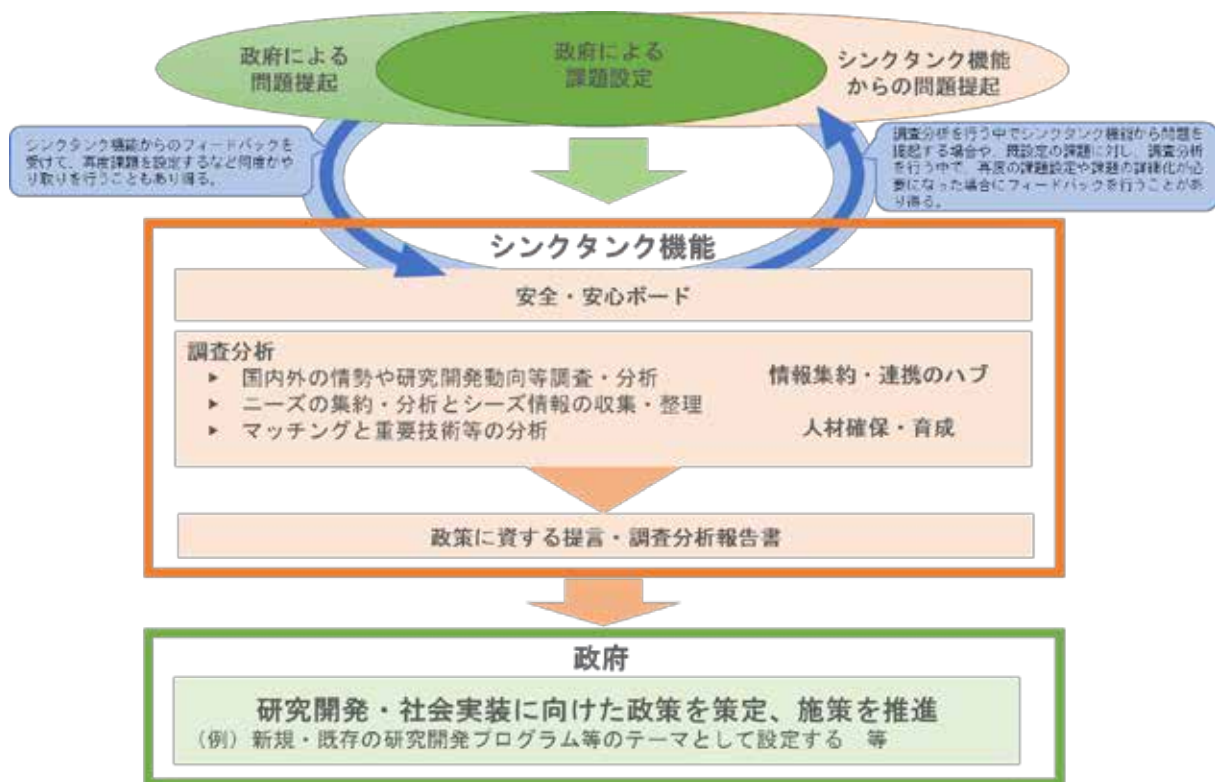 政府による
問題提起
政府による
課題設定
シンクタンク機能
からの問題提起
シンクタンク機能からのフィードバックを
受けて、再度課題を設定するなど何度かや
り取りを行うこともあり得る。
調査分析を行う中でシンクタンク機能から問題を
提起する場合や、既設定の課題に対し、調査分析
を行う中で、再度の課題設定や課題の詳細化が必
要になった場合にフィードバックを行うことがあ
り得る。
シンクタンク機能
安全・安心ボード
調査分析
▶ 国内外の情勢や研究開発動向等調査・分析
▶ ニーズの集約・分析とシーズ情報の収集・整理
▶ マッチングと重要技術等の分析
情報集約・連携のハブ
人材確保・育成
政策に資する提言・調査分析報告書
政府
研究開発・社会実装に向けた政策を策定、施策を推進
（例）新規・既存の研究開発プログラム等のテーマとして設定する　等